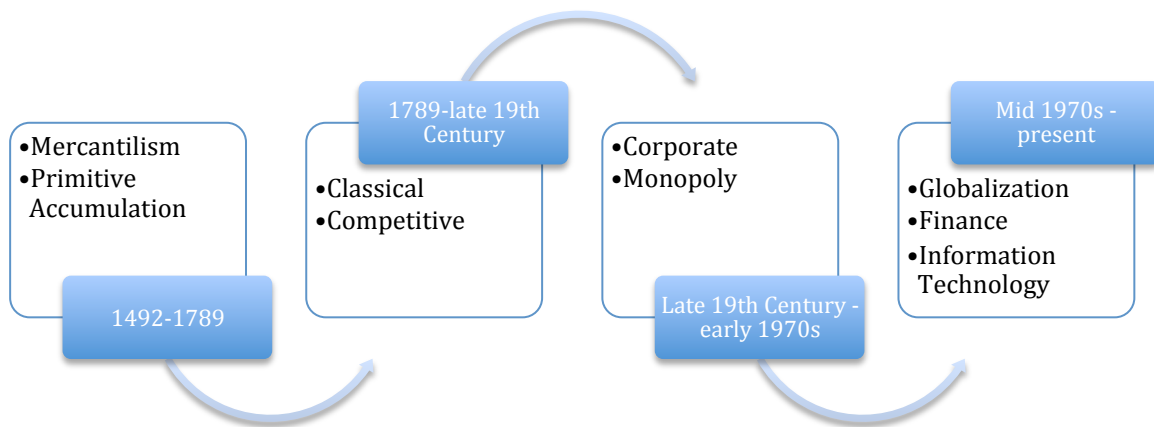 •Mercantilism
•Primitive
Accumulation
1492-1789
1789-late 19th
Century
•Classical
•Competitive
•Corporate
•Monopoly
Late 19th Century -
early 1970s
Mid 1970s -
present
•Globalization
•Finance
•Information
Technology